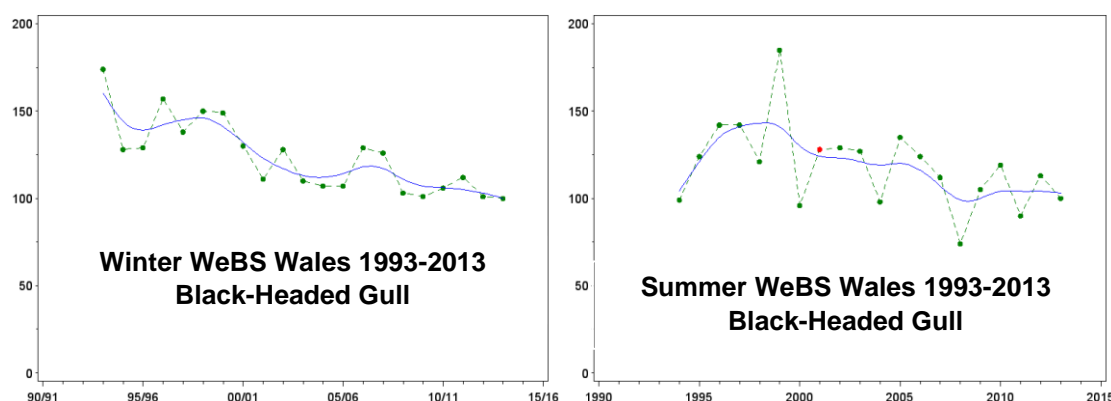 200
150
100
50
0
90/91 95/96 00/01 05/06 10/11 15/16
Winter WeBS Wales 1993-2013
Black-Headed Gull
200
150
100
50
0
1990 1995 2000 2005 2010 2015
Summer WeBS Wales 1993-2013
Black-Headed Gull